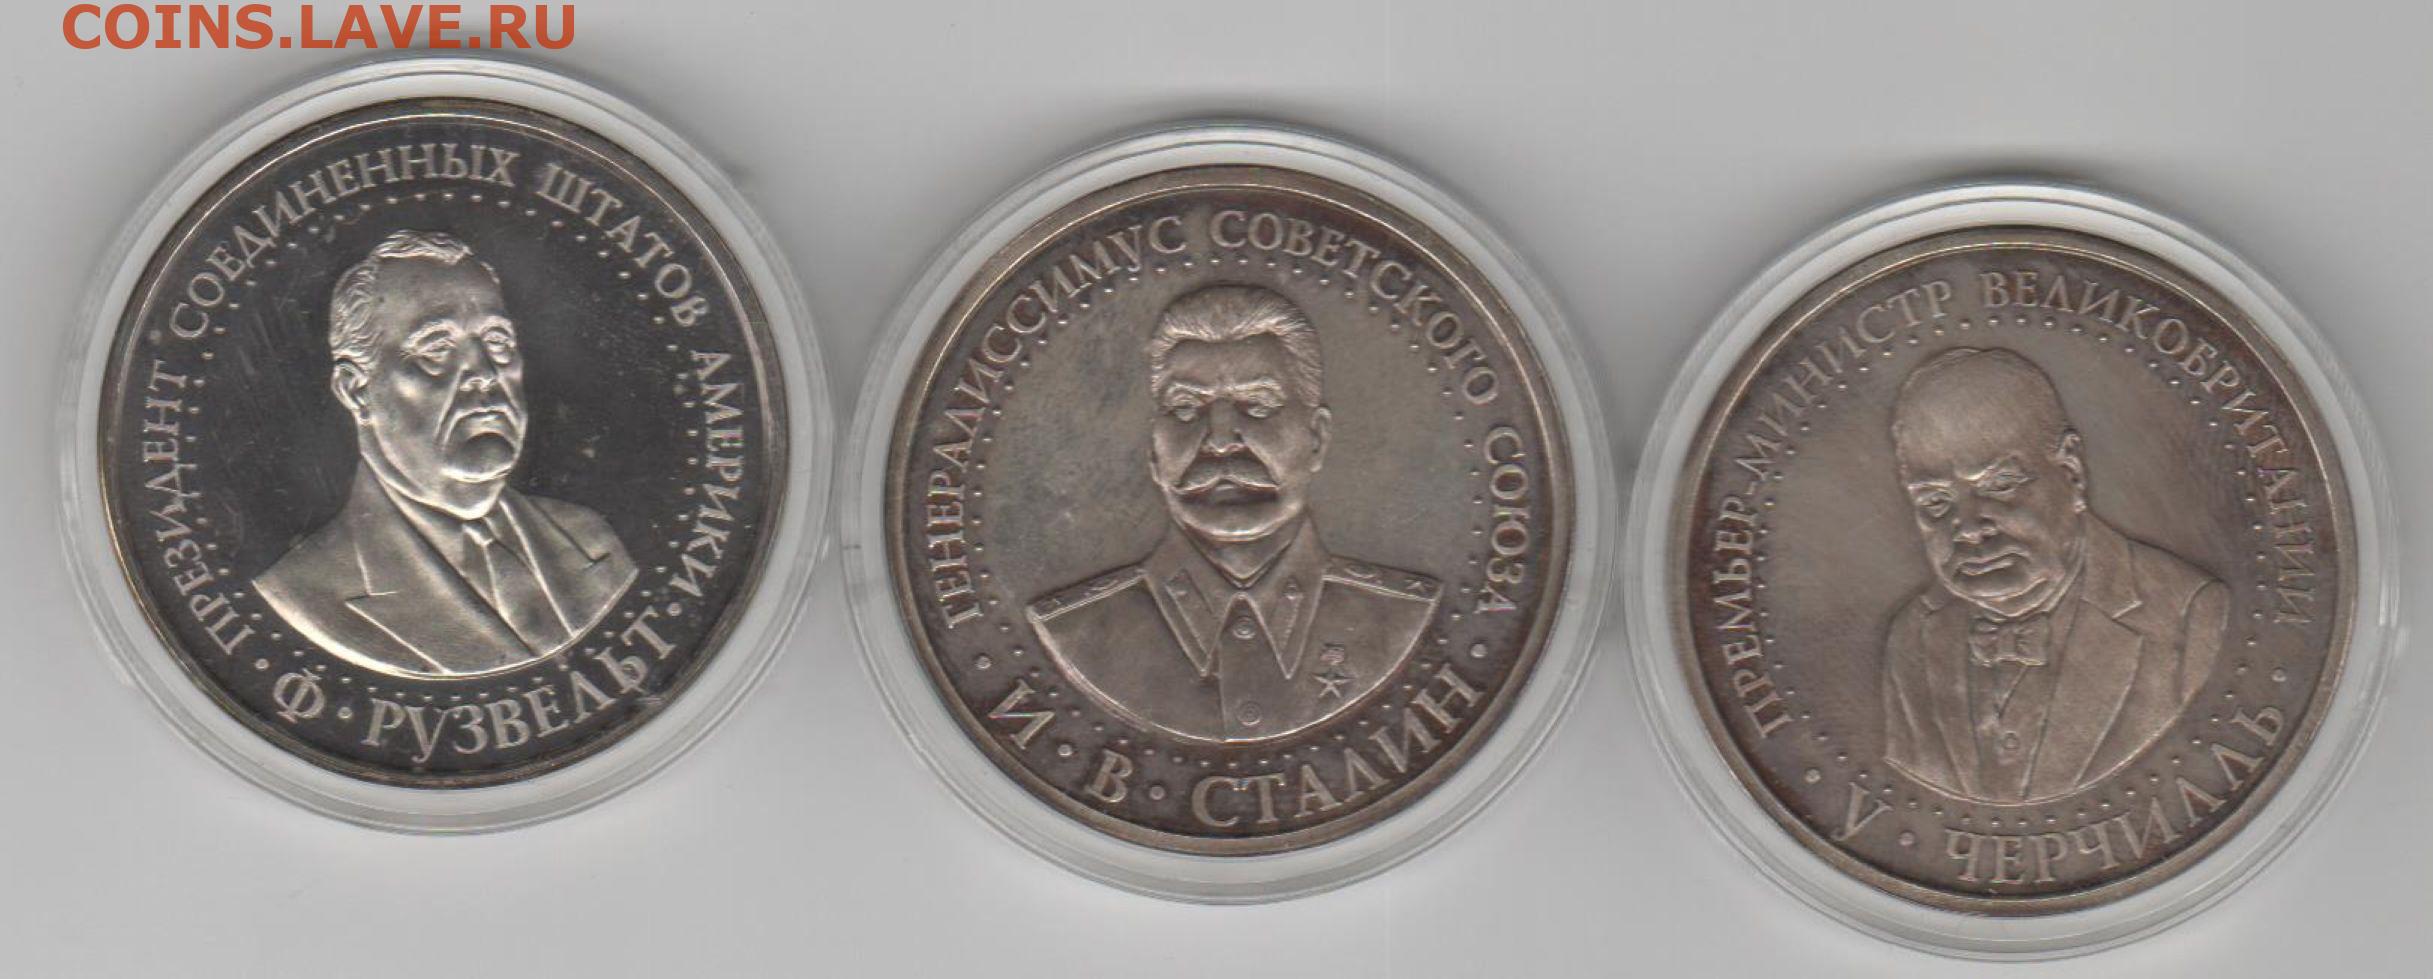 COINS.LAVE.RU
ПРЕЗИДЕНТ СОЕДИНЕННЫХ ШТАТОВ АМЕРИКИ
Ф · РУЗВЕЛЬТ
ГЕНЕРАЛИССИМУС СОВЕТСКОГО СОЮЗА
И · В · СТАЛИН
ПРЕМЬЕР-МИНИСТР ВЕЛИКОБРИТАНИИ
У · ЧЕРЧИЛЛЬ